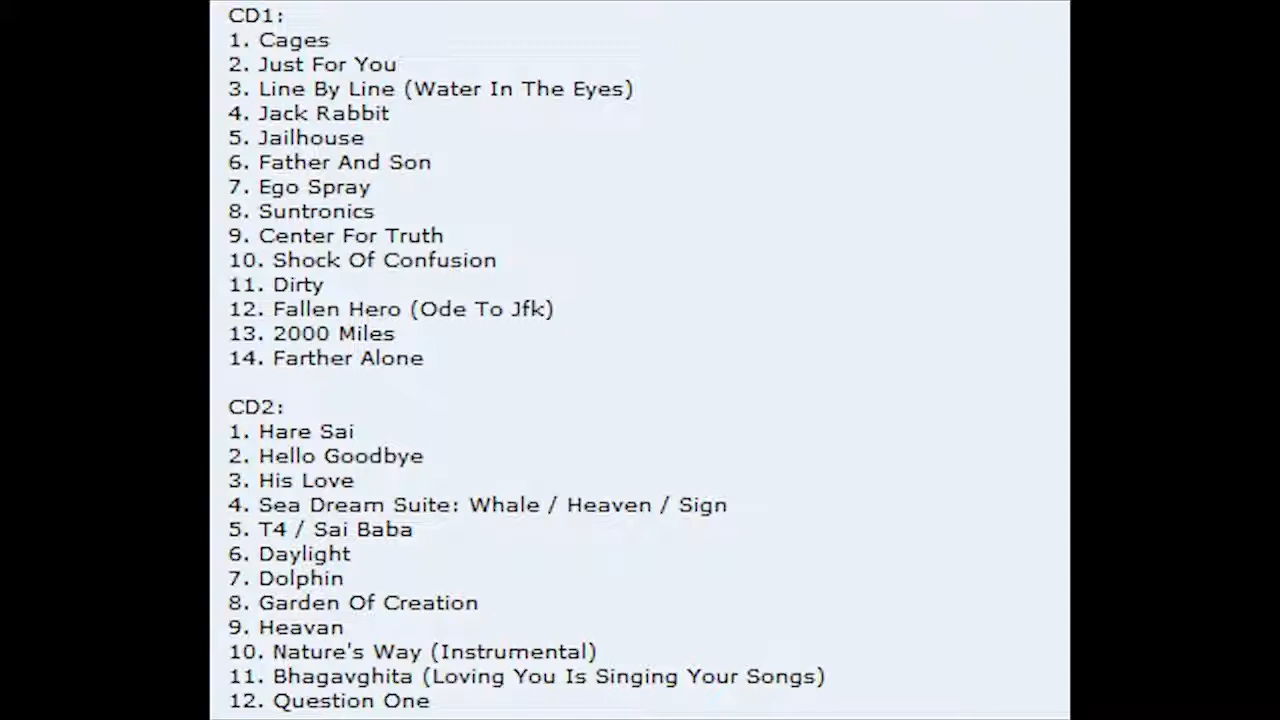 CD1:
1. Cages
2. Just For You
3. Line By Line (Water In The Eyes)
4. Jack Rabbit
5. Jailhouse
6. Father And Son
7. Ego Spray
8. Suntronics
9. Center For Truth
10. Shock Of Confusion
11. Dirty
12. Fallen Hero (Ode To Jfk)
13. 2000 Miles
14. Farther Alone
CD2:
1. Hare Sai
2. Hello Goodbye
3. His Love
4. Sea Dream Suite: Whale / Heaven / Sign
5. T4 / Sai Baba
6. Daylight
7. Dolphin
8. Garden Of Creation
9. Heavan
10. Nature's Way (Instrumental)
11. Bhagavghita (Loving You Is Singing Your Songs)
12. Question One